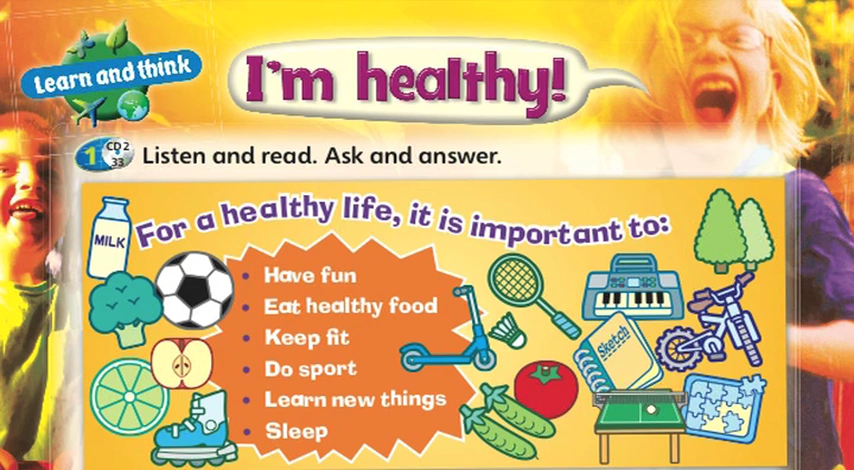 Learn and think
I'm healthy!
1 CD 2 33 Listen and read. Ask and answer.
For a healthy life, it is important to:
MILK
• Have fun
• Eat healthy food
• Keep fit
• Do sport
• Learn new things
• Sleep
Sketch